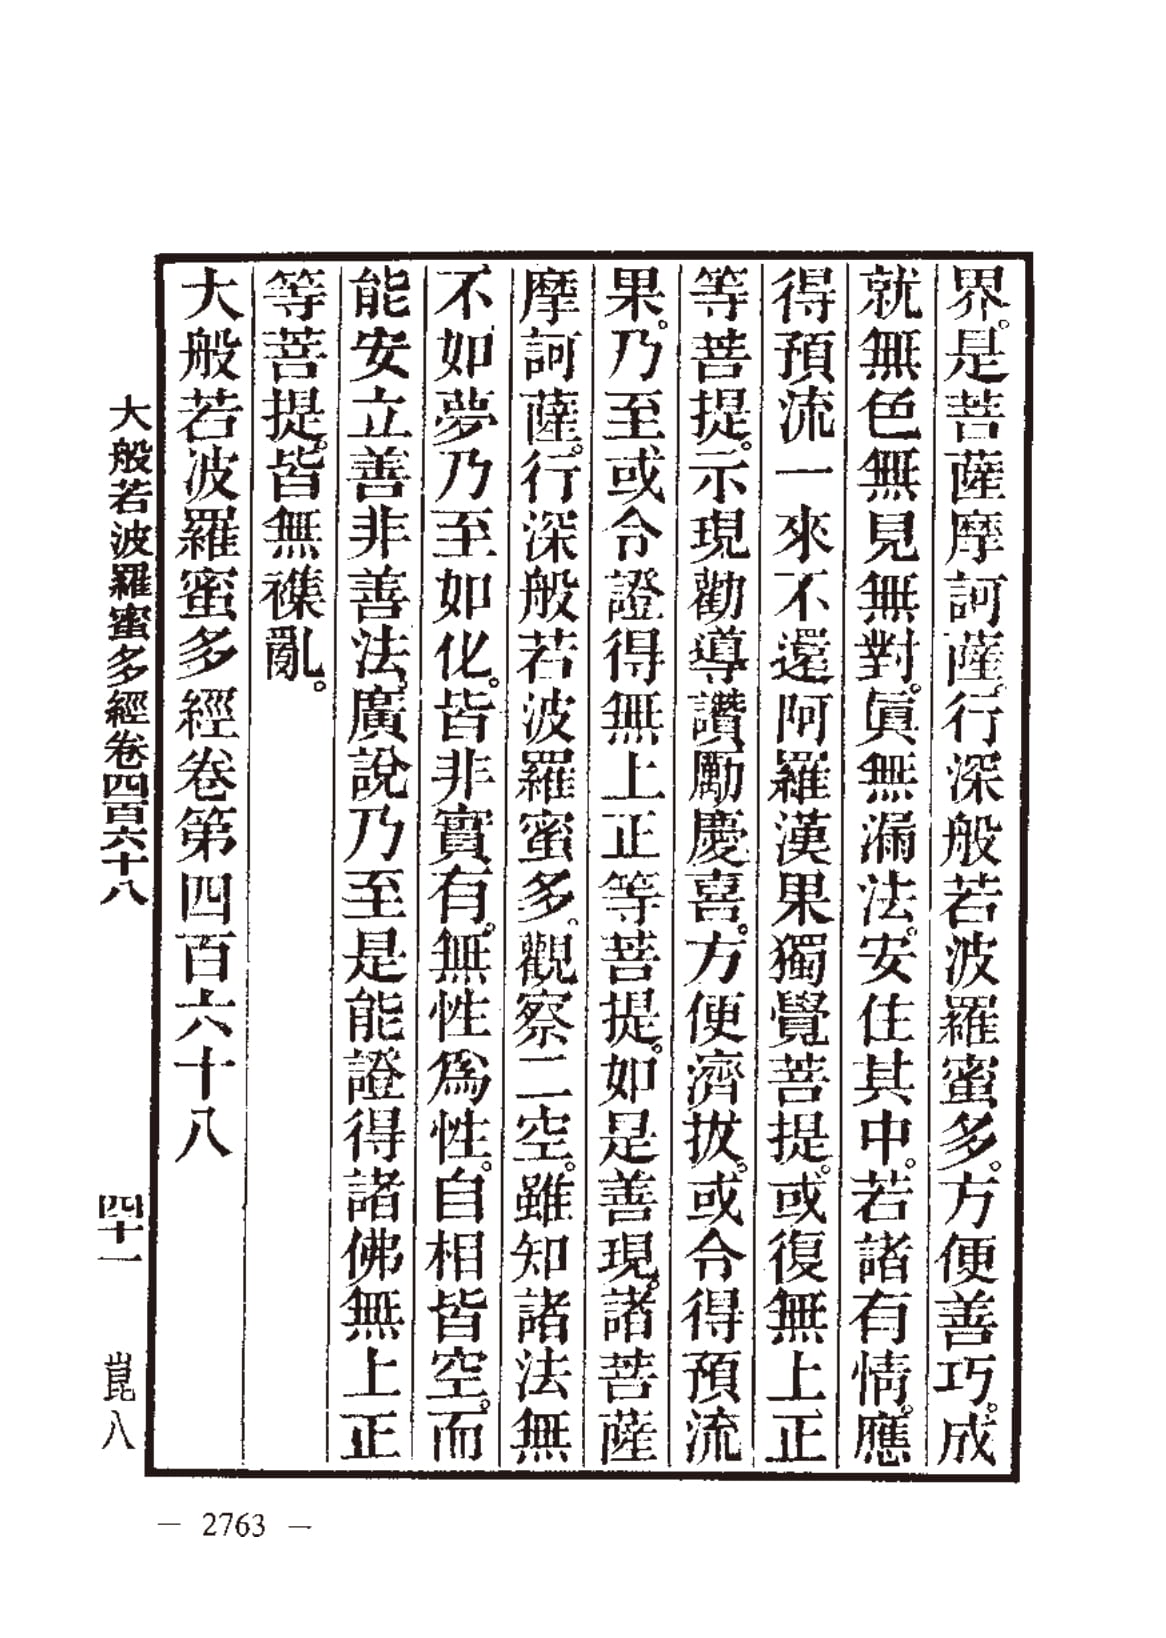 界。是菩薩摩訶薩。行深般若波羅蜜多。方便善巧。成
就無色無見無對。眞無漏法。安住其中。若諸有情。應
得預流一來不還阿羅漢果獨覺菩提。或復無上正
等菩提。示現勸導讚勵慶喜。方便濟拔。或令得預流
果。乃至或令證得無上正等菩提。如是善現。諸菩薩
摩訶薩。行深般若波羅蜜多。觀察二空。雖知諸法無
不如夢乃至如化。皆非實有。無性爲性。自相皆空。而
能安立善非善法。廣說乃至是能證得諸佛無上正
等菩提。皆無襍亂。
大般若波羅蜜多經卷第四百六十八
大般若波羅蜜多經卷四百六十八 四十一 崑八
— 2763 —